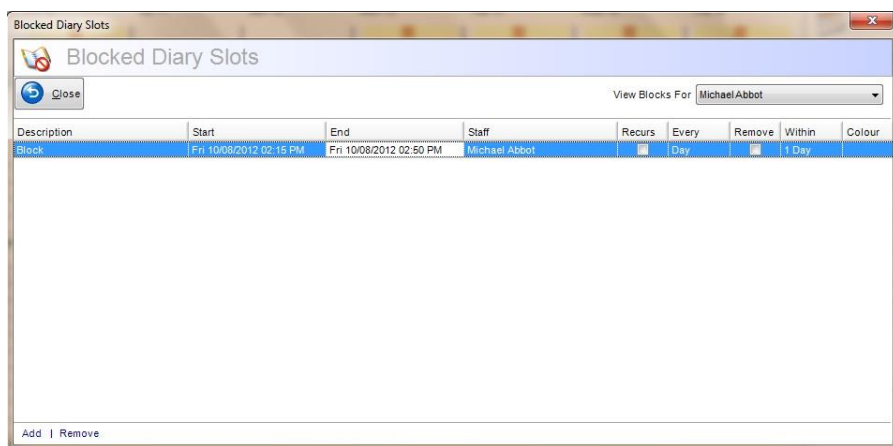 Blocked Diary Slots
Blocked Diary Slots
Close
View Blocks For Michael Abbot
Description Start End Staff Recurs Every Remove Within Colour
Block Fri 10/08/2012 02:15 PM Fri 10/08/2012 02:50 PM Michael Abbot Day 1 Day
Add | Remove